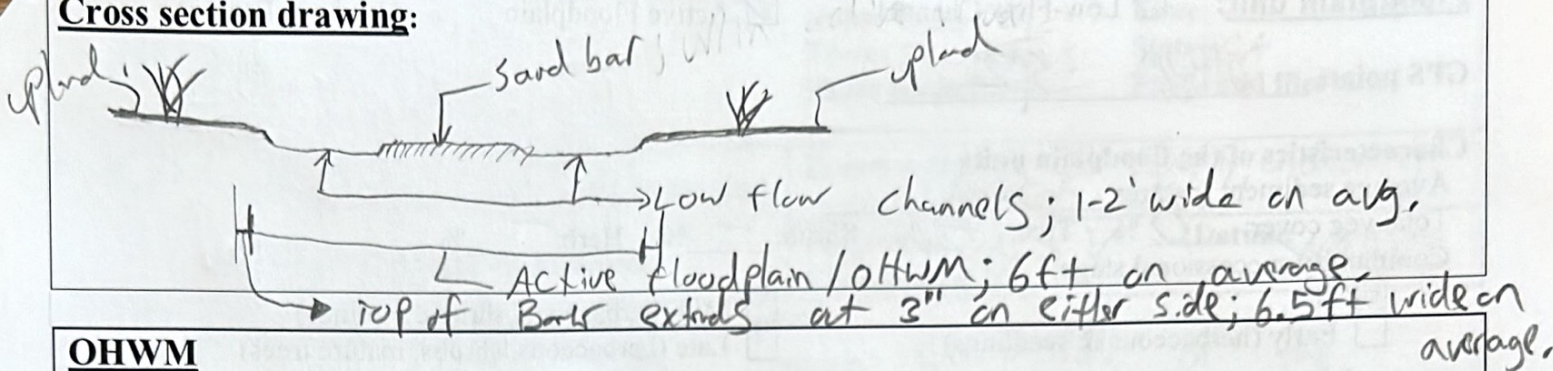 Cross section drawing:
upland
sand bar
upland
Low flow channels; 1-2' wide on avg.
Active floodplain/OHWM; 6ft on average
Top of Bank extends at 3" on either side; 6.5ft wide on average.
OHWM